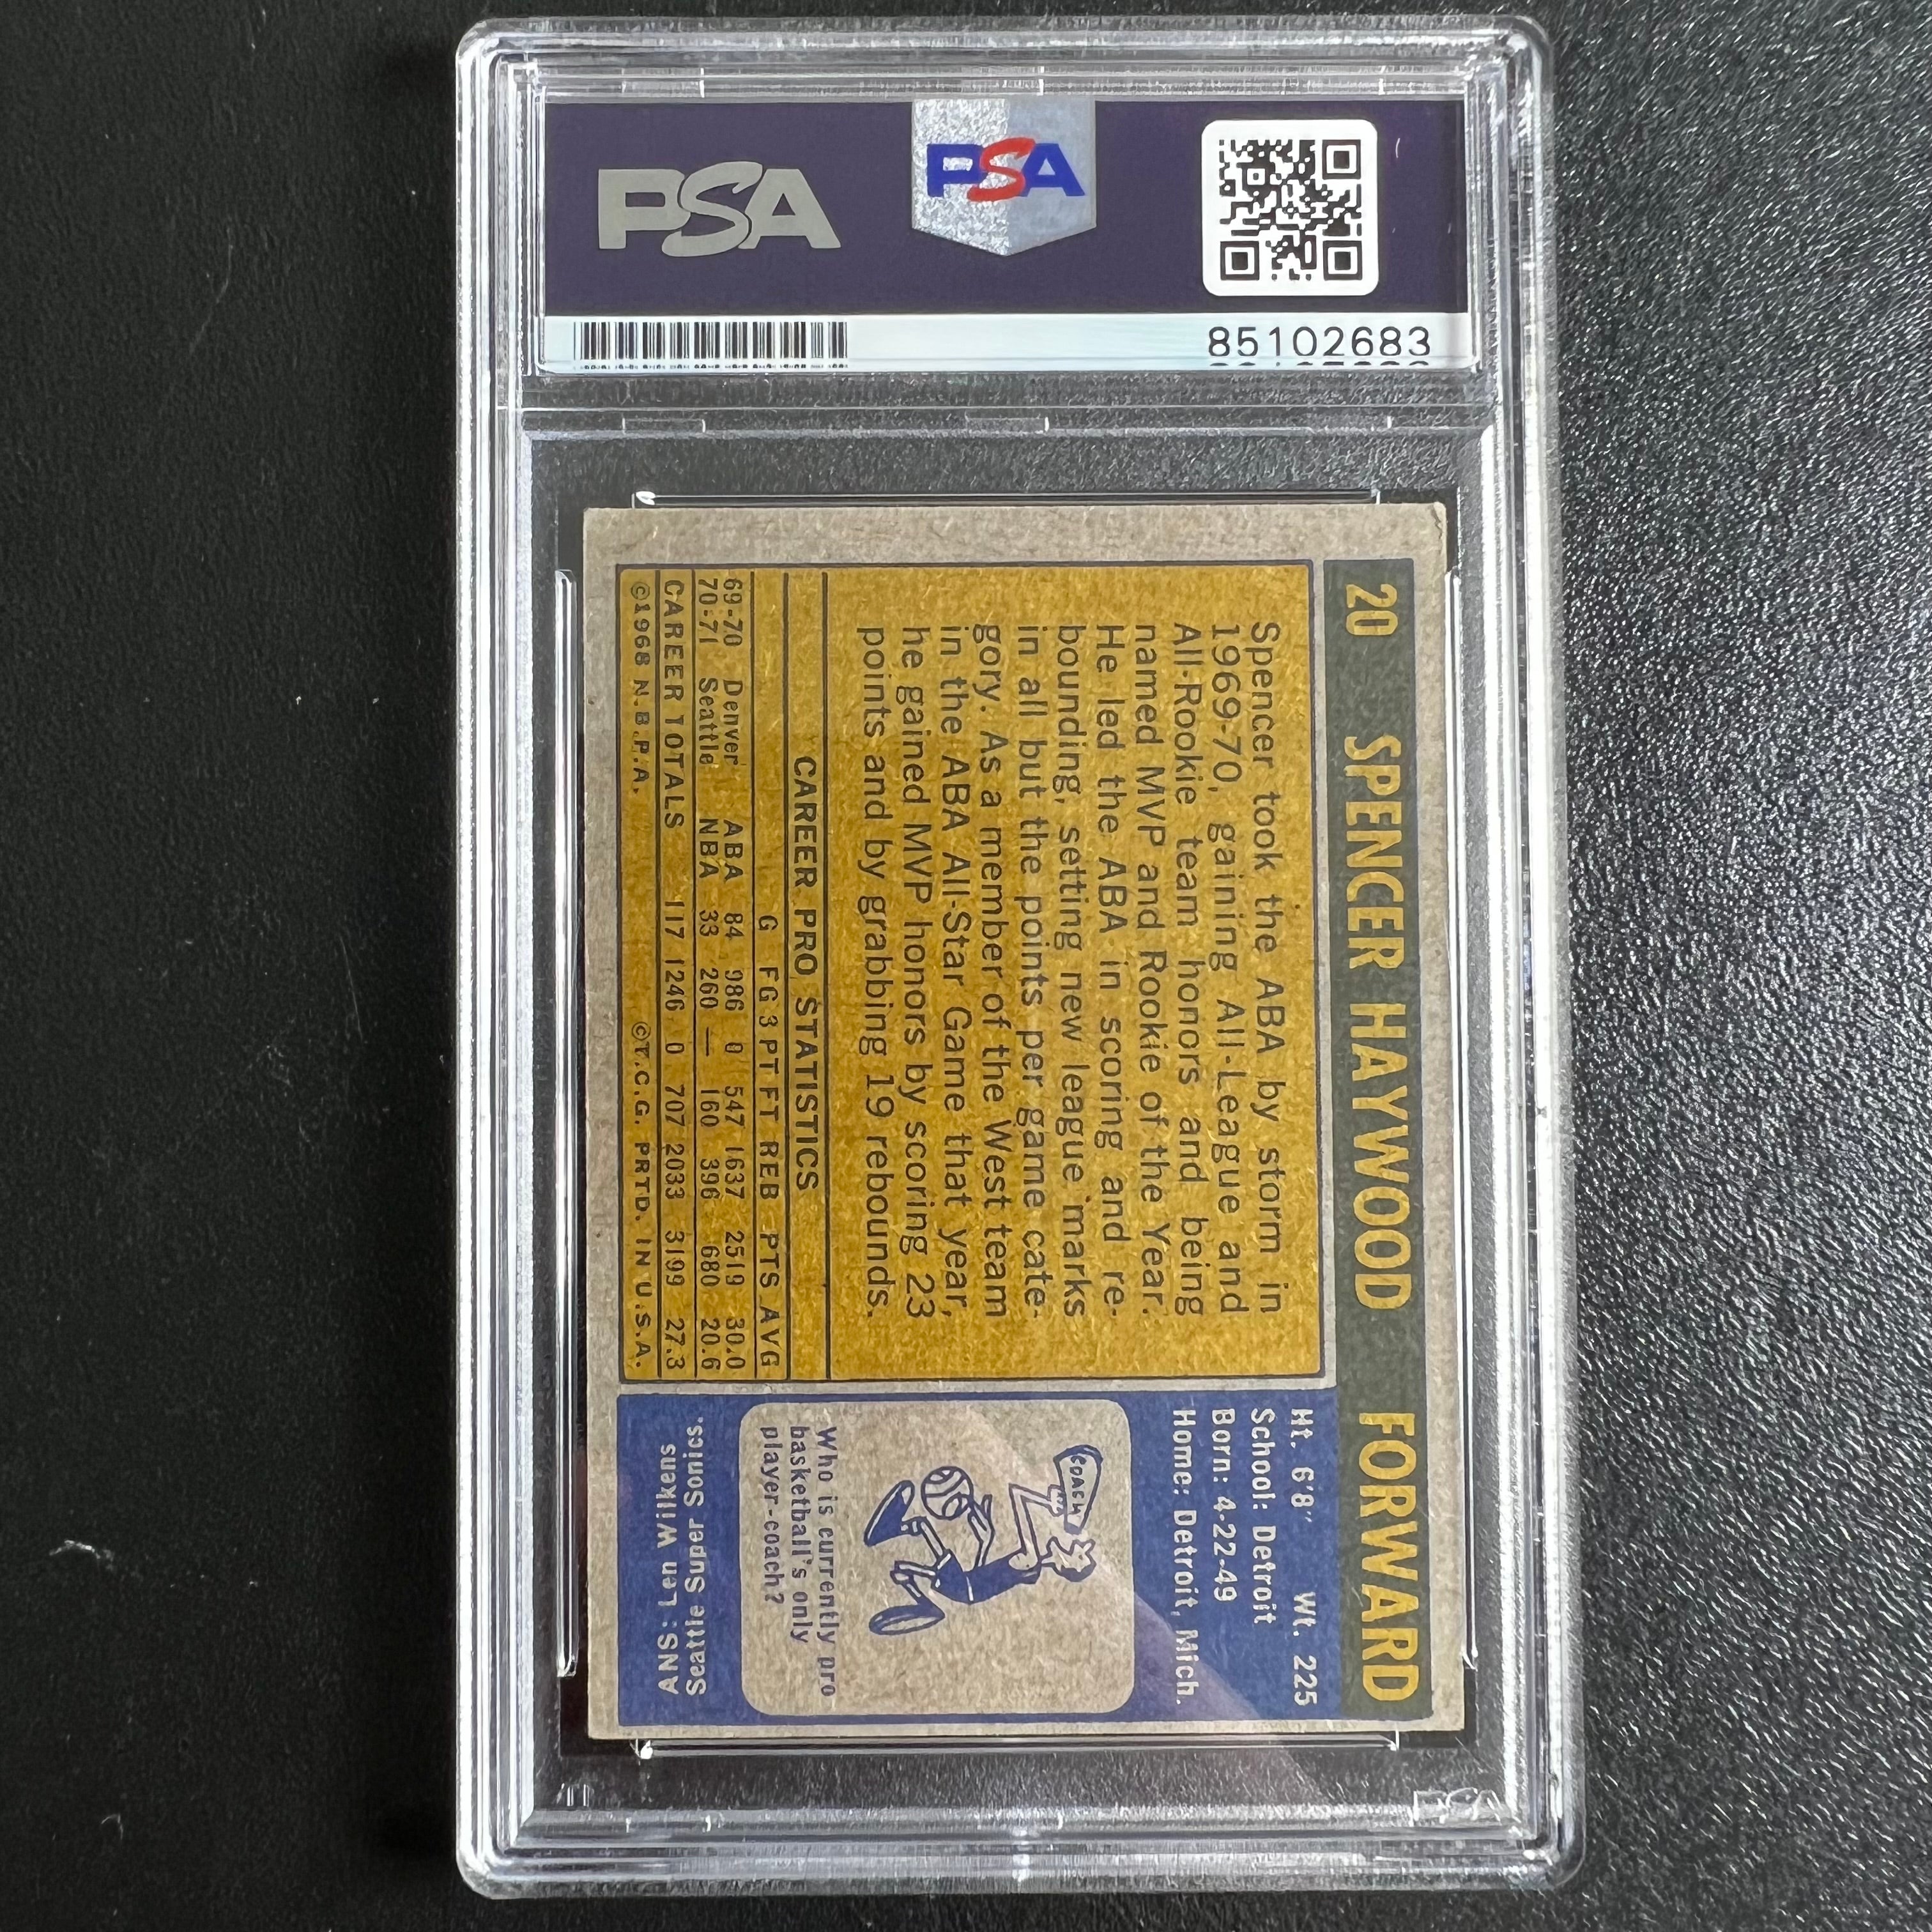 PSA
PSA
85102683
20 SPENCER HAYWOOD FORWARD
Spencer took the ABA by storm in
1969-70, gaining All-League and
All-Rookie team honors and being
named MVP and Rookie of the Year.
He led the ABA in scoring and re-
bounding, setting new league marks
in all but the points per game cate-
gory. As a member of the West team
in the ABA All-Star Game that year,
he gained MVP honors by scoring 23
points and by grabbing 19 rebounds.
CAREER PRO STATISTICS
G FG 3PT FT REB PTS AVG
69-70 Denver ABA 84 986 0 547 1637 2519 30.0
70-71 Seattle NBA 33 260 — 160 396 680 20.6
CAREER TOTALS 117 1246 0 707 2033 3199 27.3
©1968 N.B.P.A. ©T.C.G. PRTD. IN U.S.A.
Ht. 6'8" Wt. 225
School: Detroit
Born: 4-22-49
Home: Detroit, Mich.
COACH
Who is currently pro
basketball's only
player-coach?
ANS: Len Wilkens
Seattle Super Sonics.
PSA